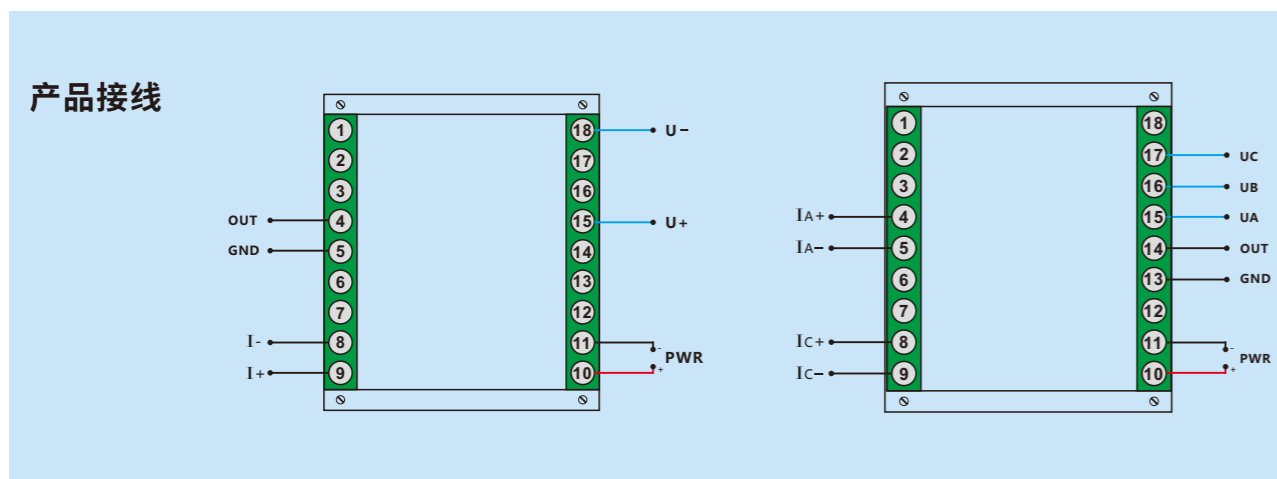 产品接线
1 18 U-
2 17
3 16
OUT 4 15 U+
GND 5 14
6 13
7 12
I- 8 11 -
PWR
I+ 9 10 +
1 18
2 17 UC
3 16 UB
IA+ 4 15 UA
IA- 5 14 OUT
6 13 GND
7 12
IC+ 8 11 -
PWR
IC- 9 10 +